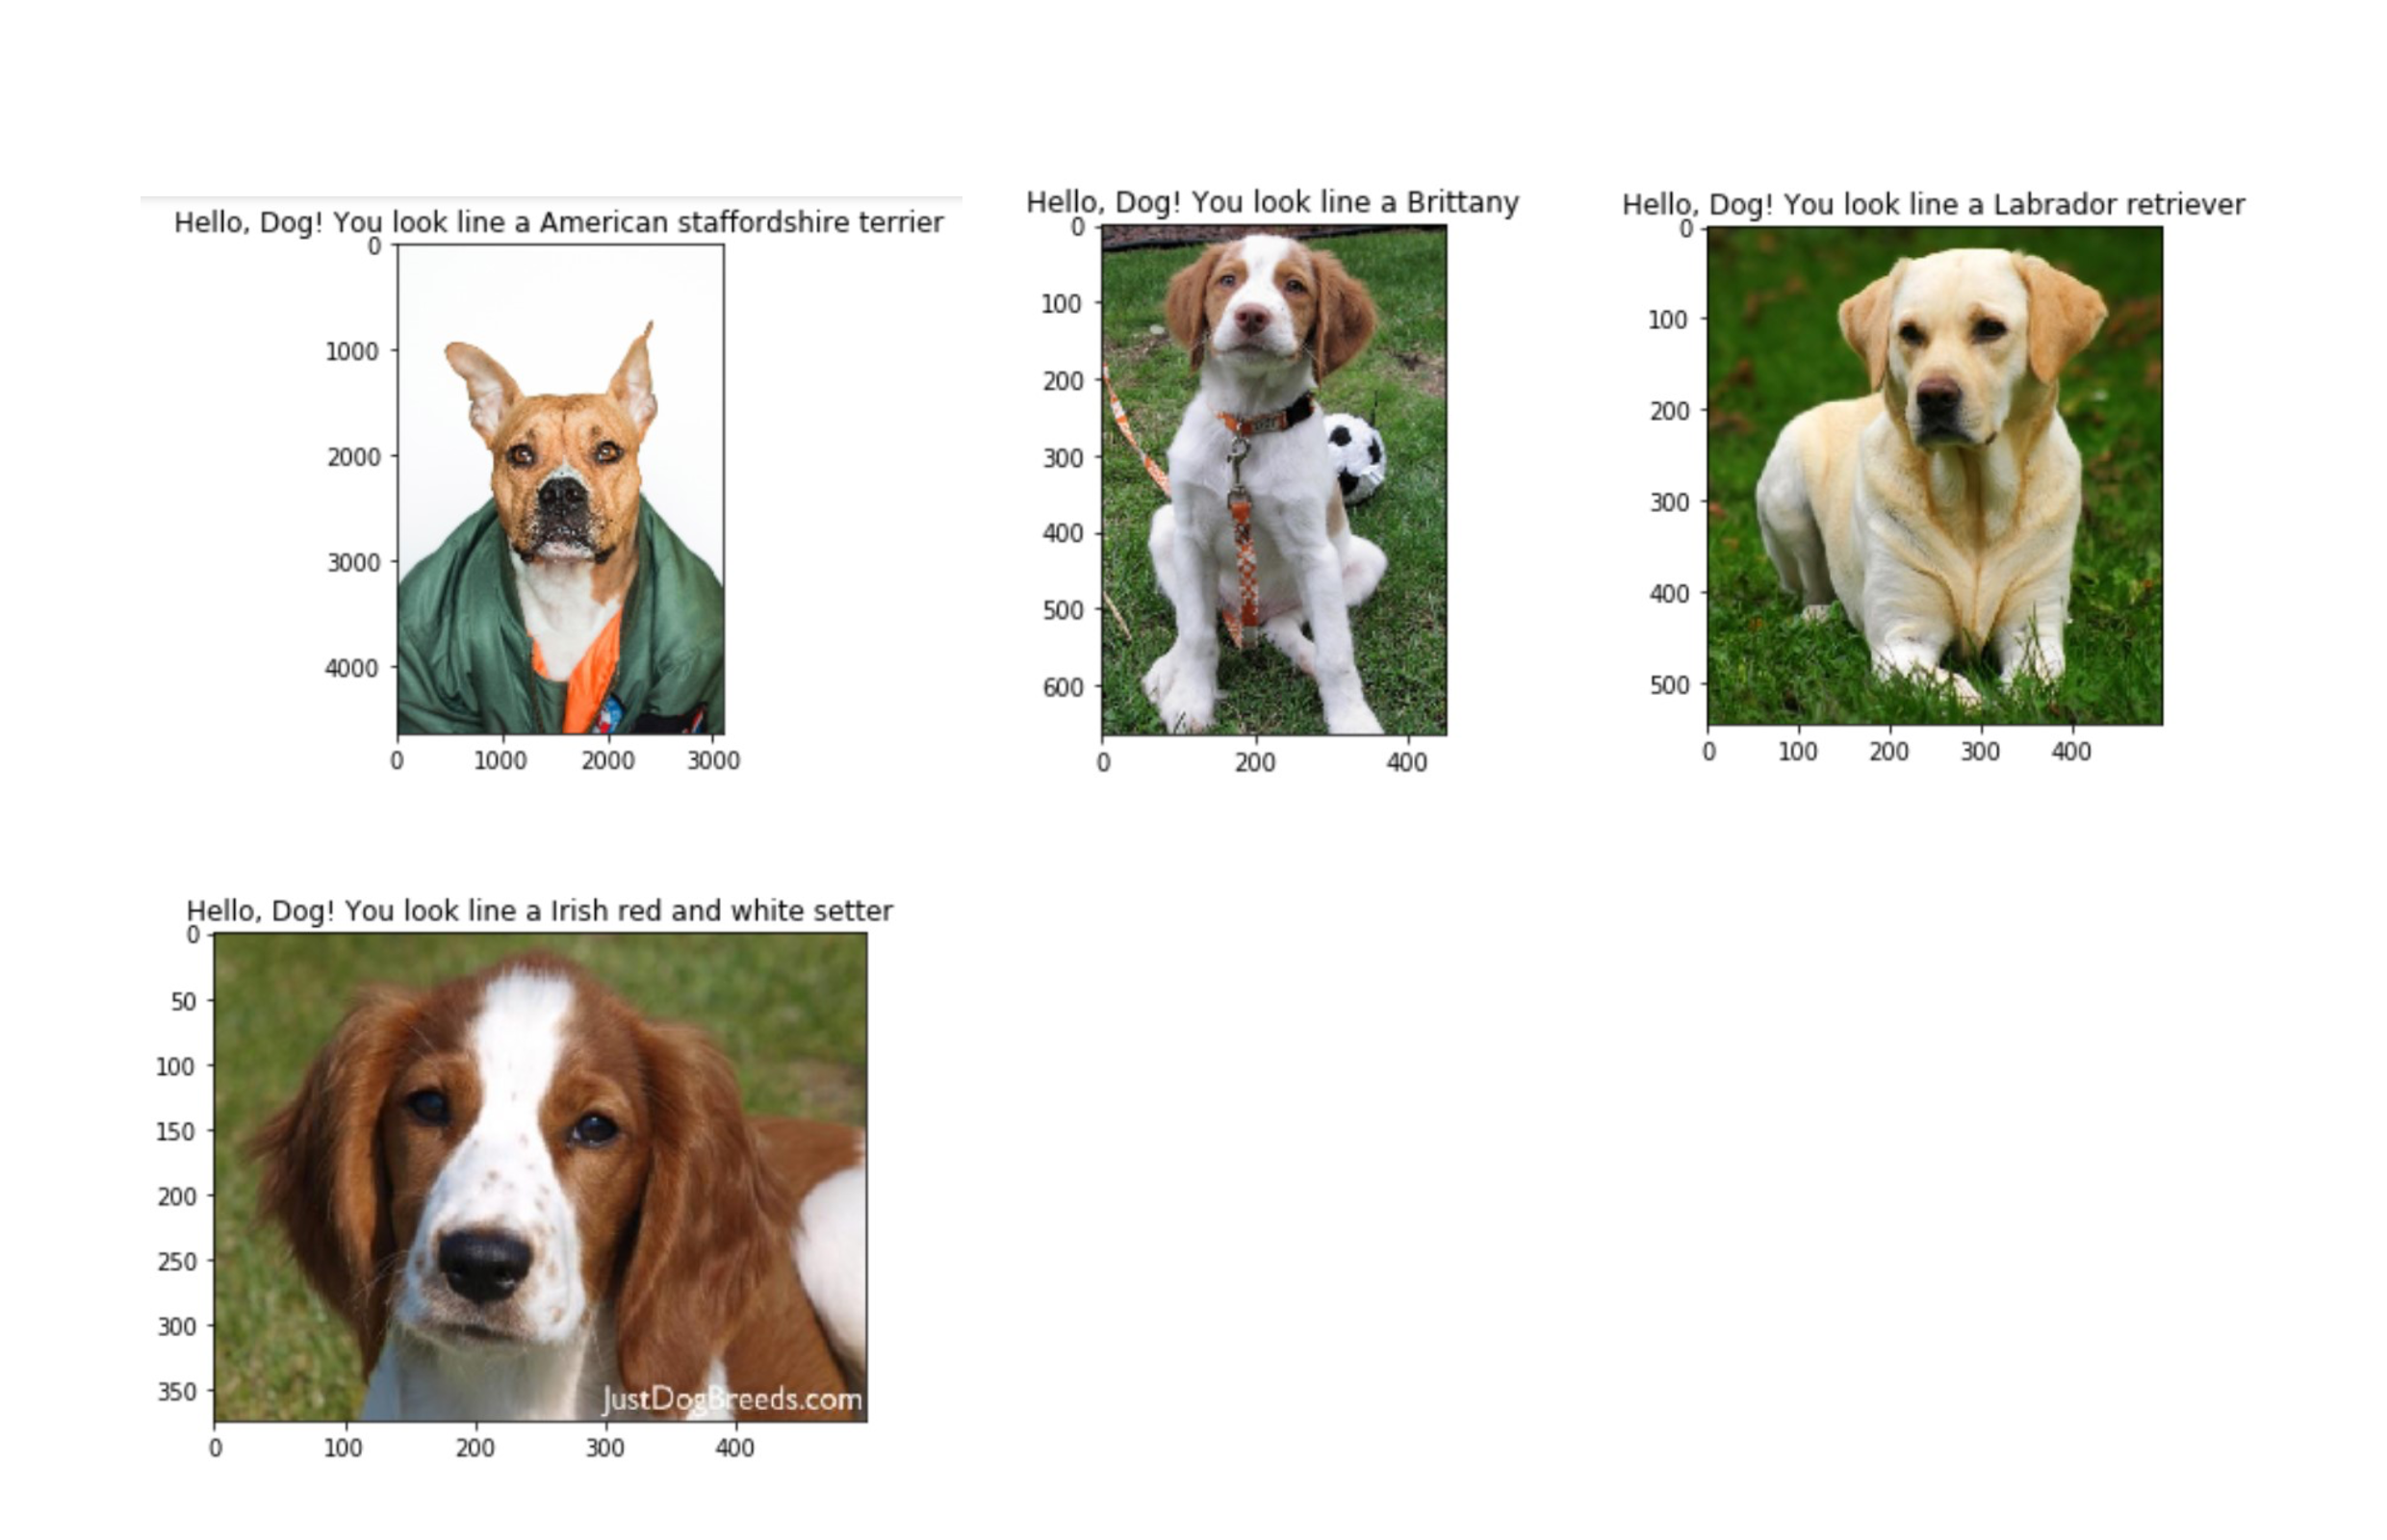 Hello, Dog! You look line a American staffordshire terrier
0
1000
2000
3000
4000
0 1000 2000 3000
Hello, Dog! You look line a Brittany
0
100
200
300
400
500
600
0 200 400
Hello, Dog! You look line a Labrador retriever
0
100
200
300
400
500
0 100 200 300 400
Hello, Dog! You look line a Irish red and white setter
0
50
100
150
200
250
300
350
JustDogBreeds.com
0 100 200 300 400